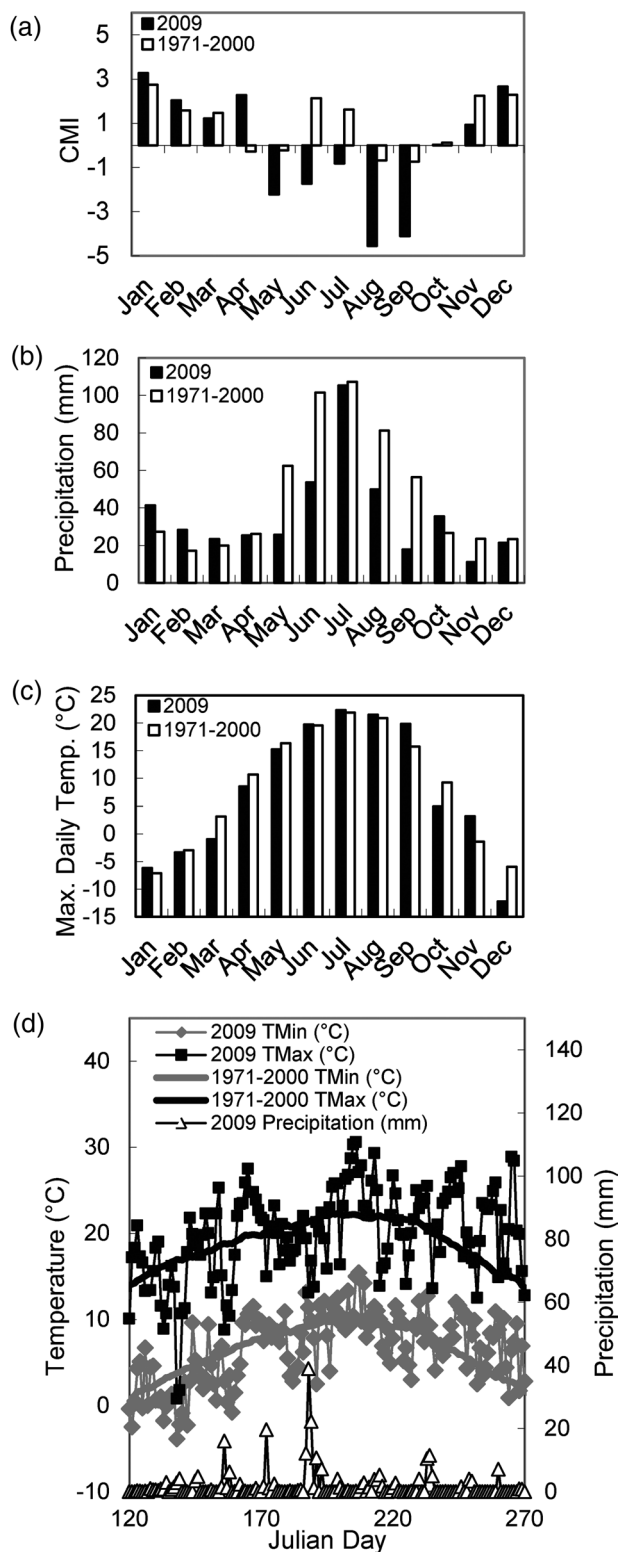 (a)
2009
1971-2000
CMI
5
3
1
-1
-3
-5
Jan Feb Mar Apr May Jun Jul Aug Sep Oct Nov Dec
(b)
2009
1971-2000
Precipitation (mm)
120
100
80
60
40
20
0
Jan Feb Mar Apr May Jun Jul Aug Sep Oct Nov Dec
(c)
2009
1971-2000
Max. Daily Temp. (°C)
25
20
15
10
5
0
-5
-10
-15
Jan Feb Mar Apr May Jun Jul Aug Sep Oct Nov Dec
(d)
2009 TMin (°C)
2009 TMax (°C)
1971-2000 TMin (°C)
1971-2000 TMax (°C)
2009 Precipitation (mm)
Temperature (°C)
40
30
20
10
0
-10
Precipitation (mm)
140
120
100
80
60
40
20
0
120 170 220 270
Julian Day